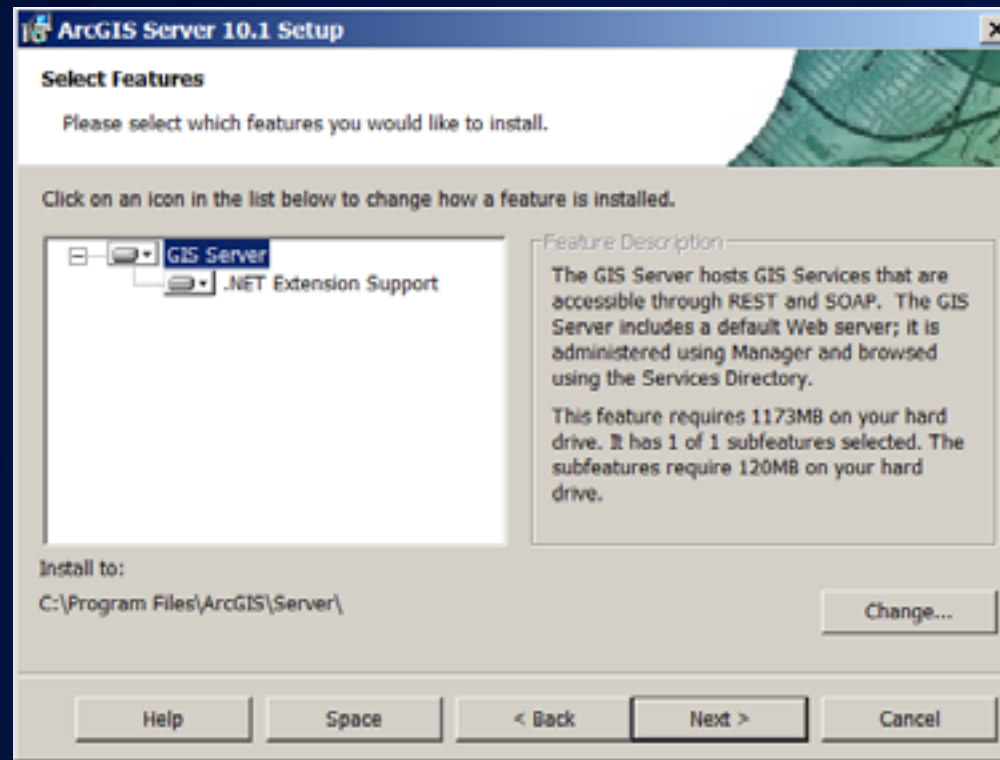 ArcGIS Server 10.1 Setup
Select Features
Please select which features you would like to install.
Click on an icon in the list below to change how a feature is installed.
GIS Server
.NET Extension Support
Feature Description
The GIS Server hosts GIS Services that are
accessible through REST and SOAP. The GIS
Server includes a default Web server; it is
administered using Manager and browsed
using the Services Directory.
This feature requires 1173MB on your hard
drive. It has 1 of 1 subfeatures selected. The
subfeatures require 120MB on your hard
drive.
Install to:
C:\Program Files\ArcGIS\Server\
Change...
Help
Space
< Back
Next >
Cancel